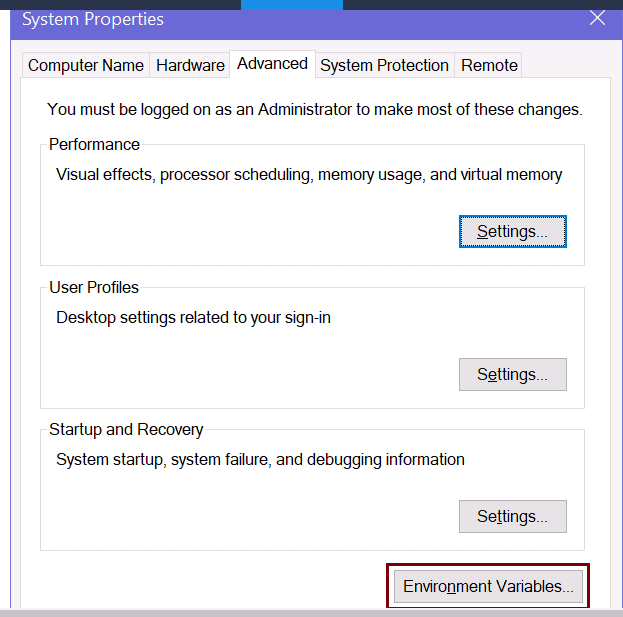 System Properties
Computer Name Hardware Advanced System Protection Remote
You must be logged on as an Administrator to make most of these changes.
Performance
Visual effects, processor scheduling, memory usage, and virtual memory
Settings...
User Profiles
Desktop settings related to your sign-in
Settings...
Startup and Recovery
System startup, system failure, and debugging information
Settings...
Environment Variables...